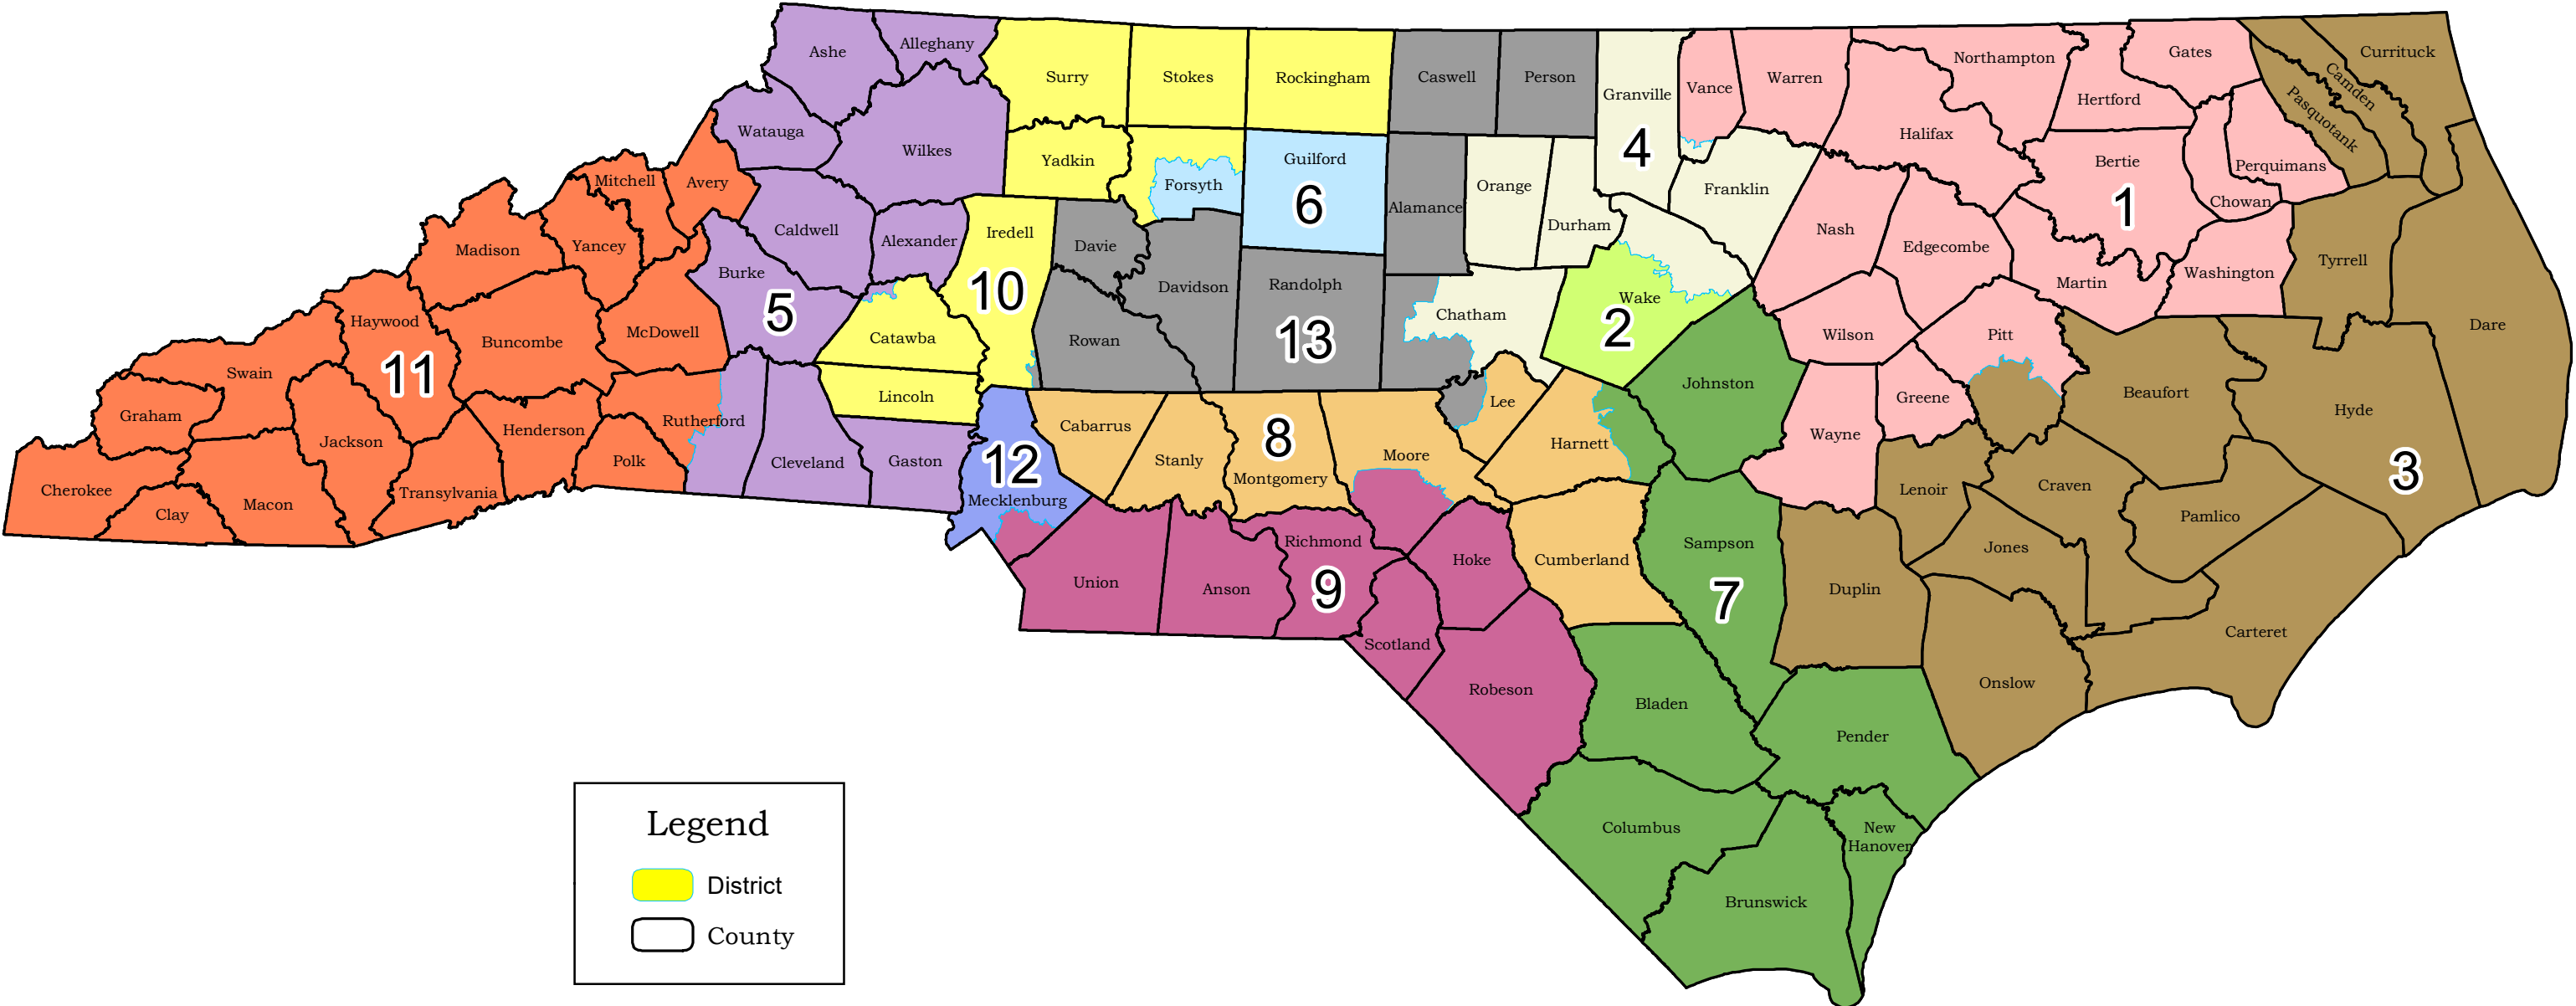 Ashe
Alleghany
Surry
Stokes
Rockingham
Caswell
Person
Granville
Vance
Warren
Northampton
Gates
Currituck
Camden
Pasquotank
Hertford
Halifax
Watauga
Wilkes
Yadkin
Forsyth
Guilford
6
Alamance
Orange
Durham
4
Franklin
Bertie
1
Perquimans
Chowan
Mitchell
Avery
Madison
Yancey
Caldwell
Alexander
Iredell
10
Davie
Davidson
Randolph
13
Chatham
Wake
2
Nash
Edgecombe
Martin
Washington
Tyrrell
Dare
Burke
5
Haywood
11
Buncombe
McDowell
Catawba
Rowan
Johnston
Wilson
Pitt
Beaufort
Hyde
3
Swain
Graham
Jackson
Henderson
Rutherford
Polk
Lincoln
Cleveland
Gaston
12
Mecklenburg
Cabarrus
Stanly
8
Montgomery
Moore
Lee
Harnett
Wayne
Greene
Lenoir
Craven
Pamlico
Cherokee
Clay
Macon
Transylvania
Union
Anson
Richmond
9
Scotland
Hoke
Cumberland
Sampson
7
Duplin
Jones
Carteret
Onslow
Robeson
Bladen
Pender
Columbus
New
Hanover
Brunswick
Legend
District
County